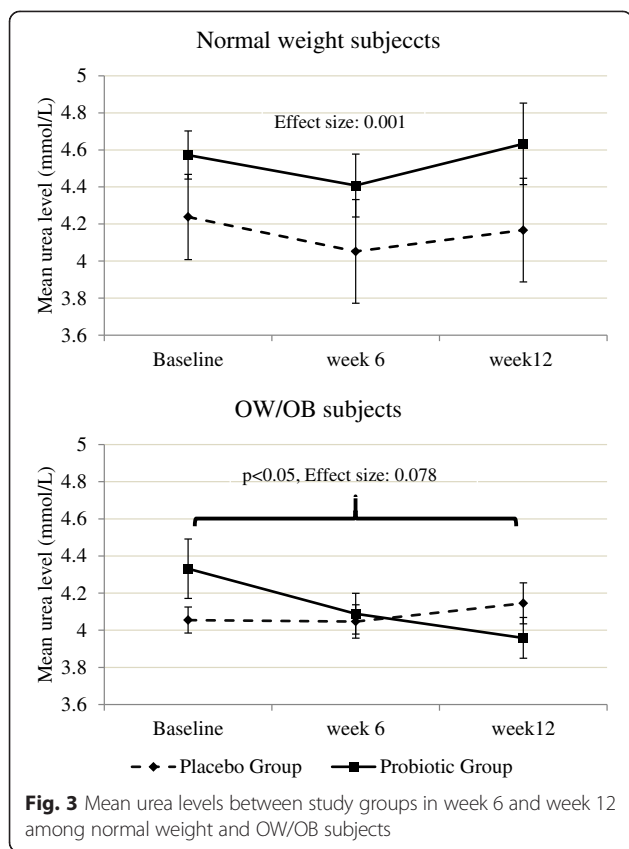 Normal weight subjeccts
Mean urea level (mmol/L)
5
4.8
4.6
4.4
4.2
4
3.8
3.6
Effect size: 0.001
Baseline
week 6
week12
OW/OB subjects
Mean urea level (mmol/L)
5
4.8
4.6
4.4
4.2
4
3.8
3.6
p<0.05, Effect size: 0.078
Baseline
week 6
week12
Placebo Group
Probiotic Group
Fig. 3 Mean urea levels between study groups in week 6 and week 12
among normal weight and OW/OB subjects